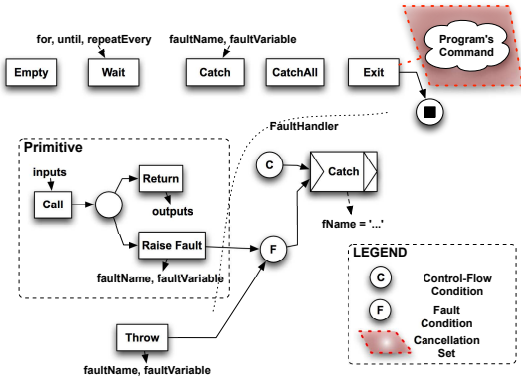 for, until, repeatEvery
faultName, faultVariable
Program's
Command
Empty
Wait
Catch
CatchAll
Exit
FaultHandler
Primitive
inputs
Call
Return
outputs
Raise Fault
faultName, faultVariable
C
Catch
fName = '...'
F
Throw
faultName, faultVariable
LEGEND
C
Control-Flow
Condition
F
Fault
Condition
Cancellation
Set